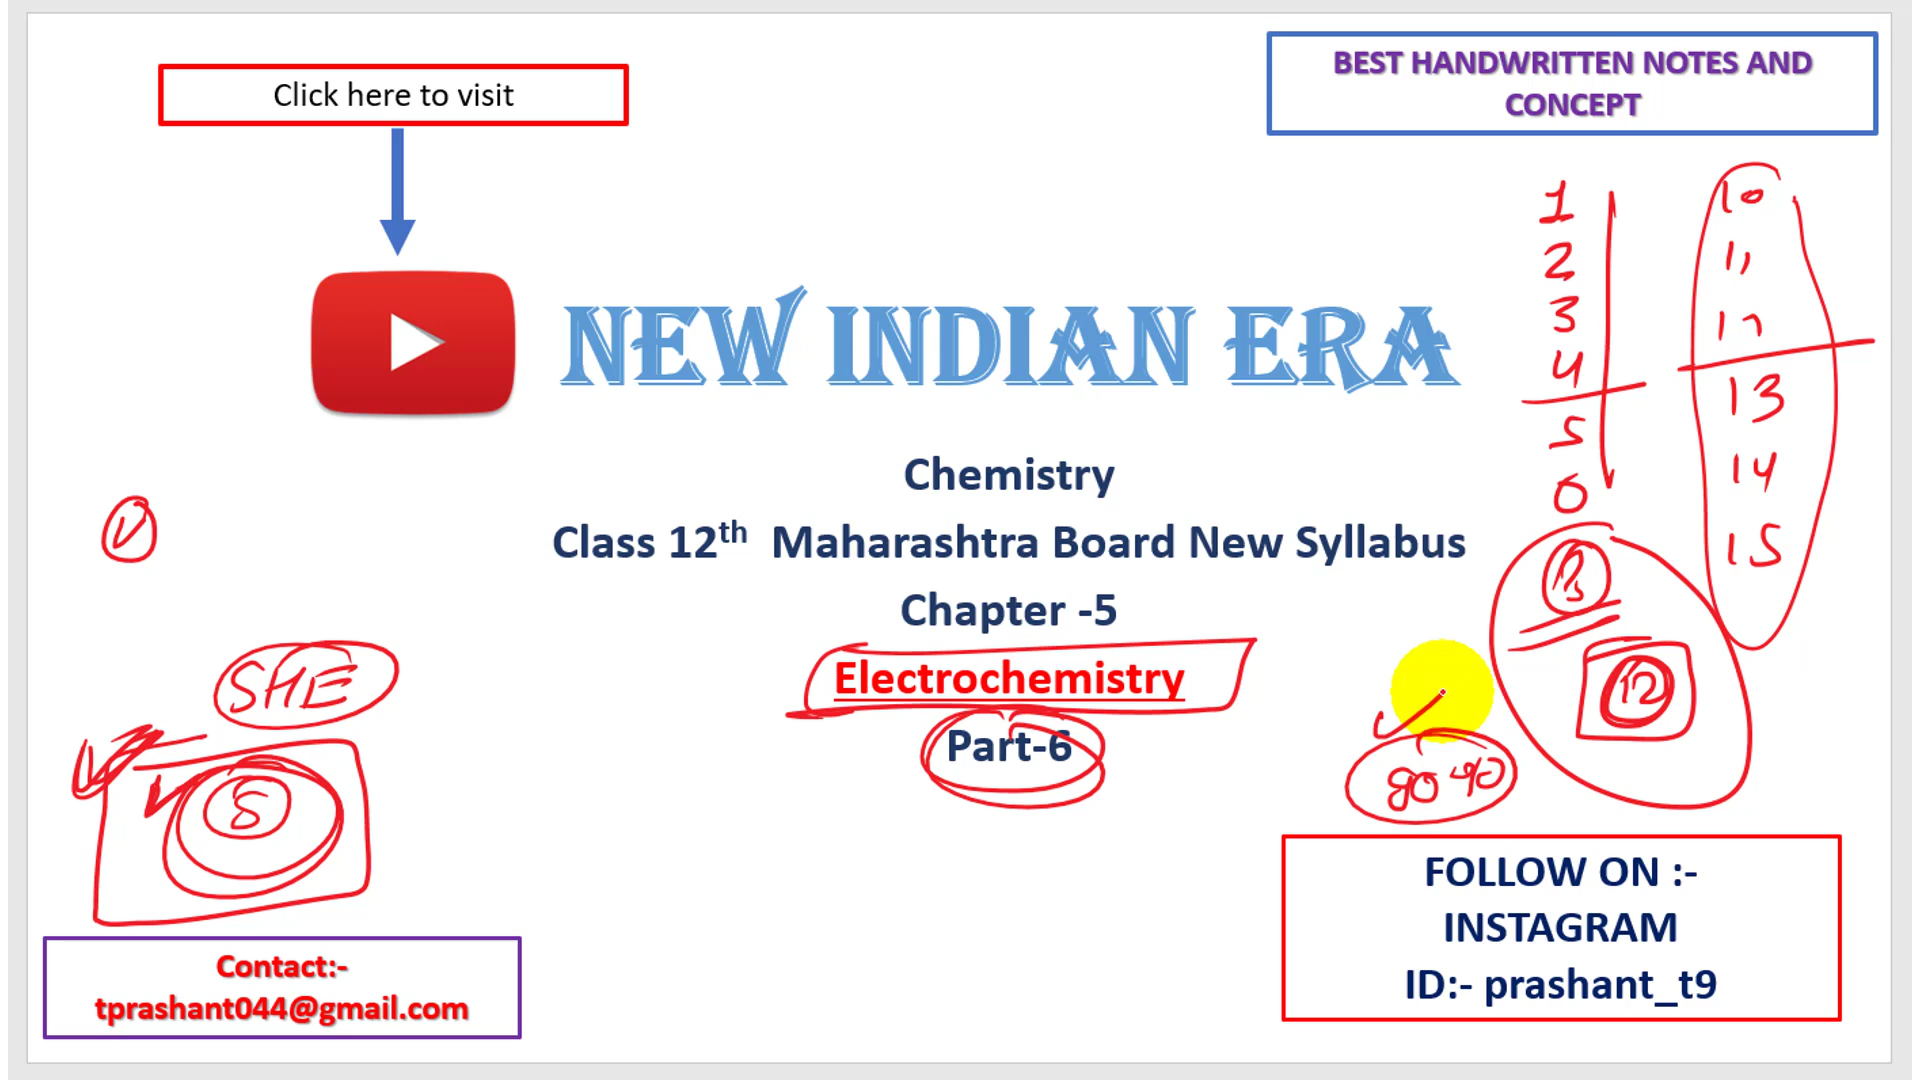 Click here to visit
BEST HANDWRITTEN NOTES AND
CONCEPT
NEW INDIAN ERA
Chemistry
Class 12th Maharashtra Board New Syllabus
Chapter -5
Electrochemistry
Part-6
SHE
8
1
2
3
4
5
10
11
13
14
15
12
FOLLOW ON :-
INSTAGRAM
ID:- prashant_t9
Contact:-
tprashant044@gmail.com